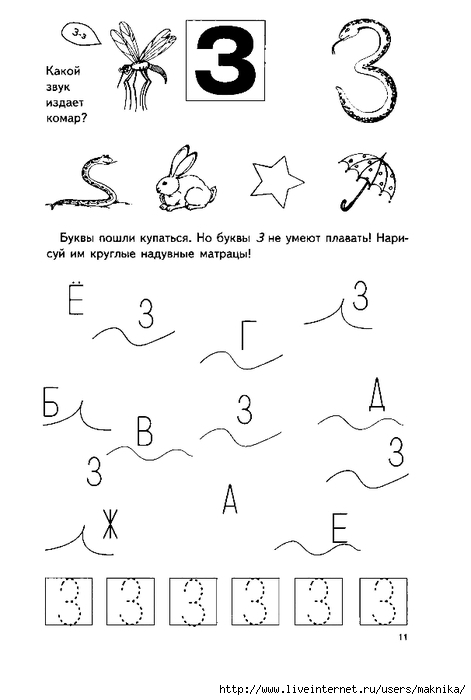 З-з
З
Какой
звук
издает
комар?
Буквы пошли купаться. Но буквы З не умеют плавать! Нари-
суй им круглые надувные матрацы!
Ё З Г З
Б В З Д
З З
Ж А Е
З З З З З З
11
http://www.liveinternet.ru/users/maknika/